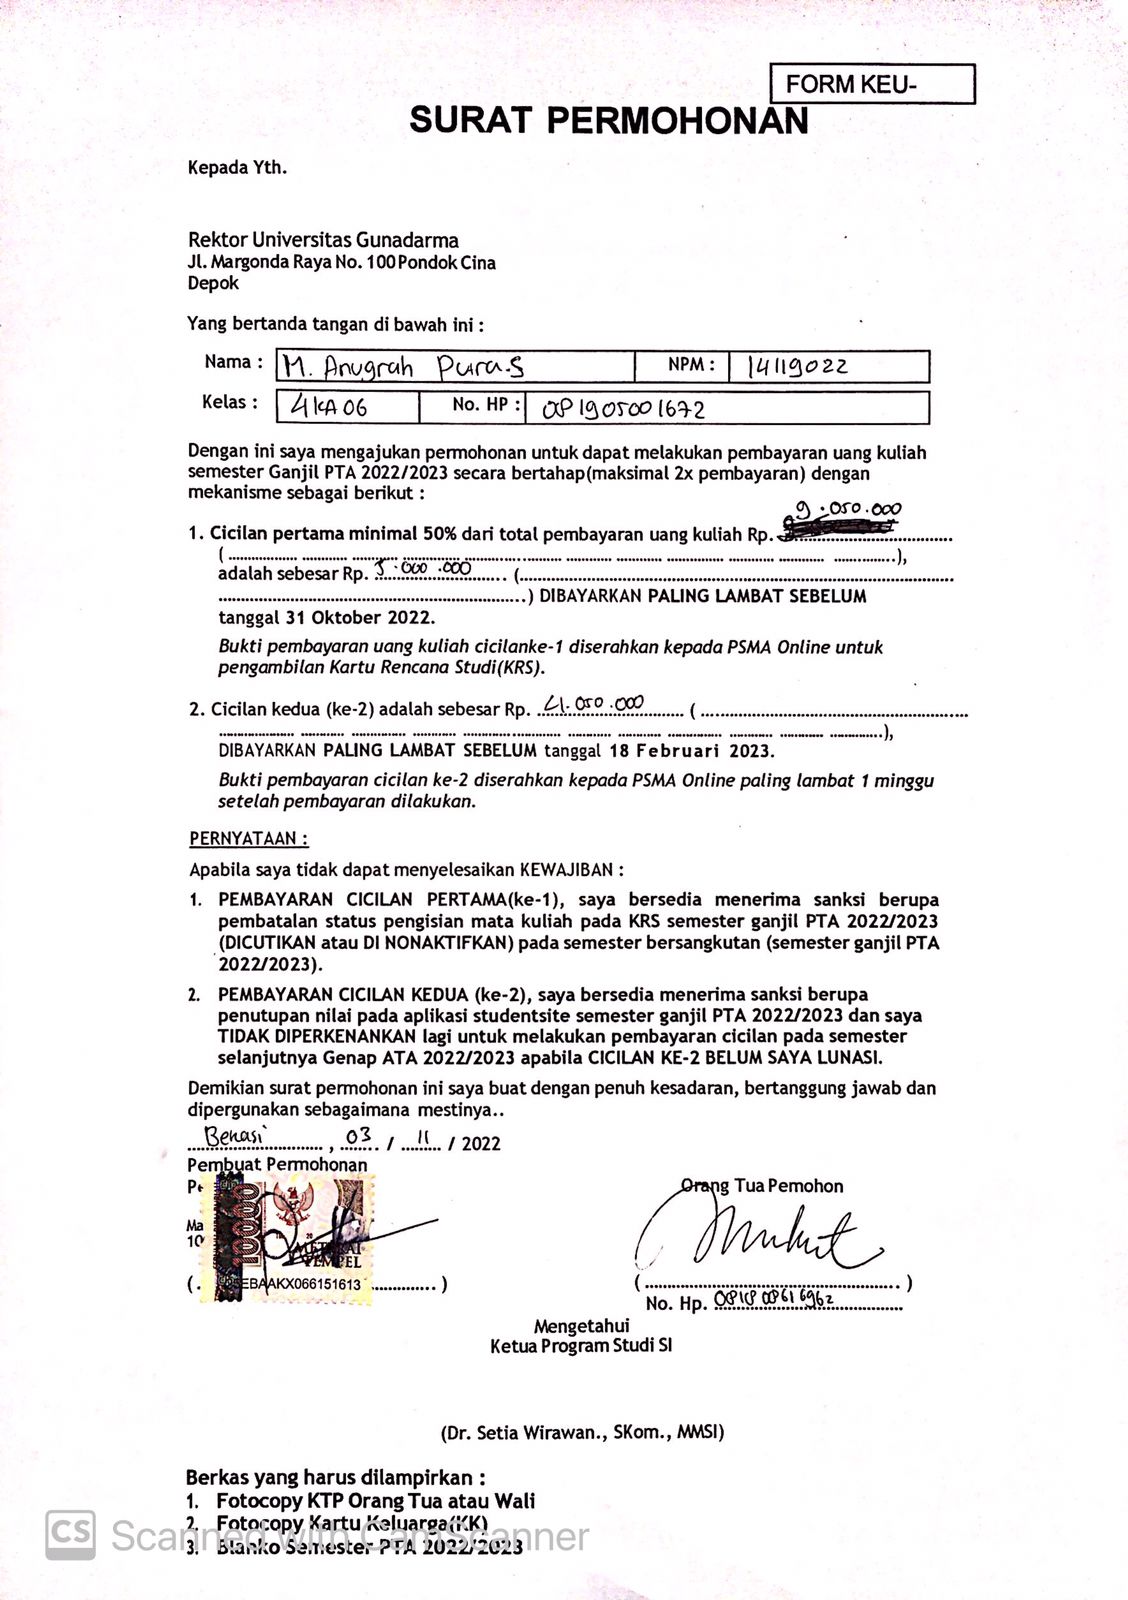 FORM KEU-
SURAT PERMOHONAN
Kepada Yth.
Rektor Universitas Gunadarma
Jl. Margonda Raya No. 100 Pondok Cina
Depok
Yang bertanda tangan di bawah ini :
Nama : M. Anugrah Putra.S NPM : 14119022
Kelas : 4KA06 No. HP : 081905001672
Dengan ini saya mengajukan permohonan untuk dapat melakukan pembayaran uang kuliah
semester Ganjil PTA 2022/2023 secara bertahap(maksimal 2x pembayaran) dengan
mekanisme sebagai berikut :
9.050.000
1. Cicilan pertama minimal 50% dari total pembayaran uang kuliah Rp. ..............................
( ............................................................),
adalah sebesar Rp. 5.000.000 (............................................................
............................................................) DIBAYARKAN PALING LAMBAT SEBELUM
tanggal 31 Oktober 2022.
Bukti pembayaran uang kuliah cicilanke-1 diserahkan kepada PSMA Online untuk
pengambilan Kartu Rencana Studi(KRS).
2. Cicilan kedua (ke-2) adalah sebesar Rp. 4.050.000 ( ..............................
............................................................),
DIBAYARKAN PALING LAMBAT SEBELUM tanggal 18 Februari 2023.
Bukti pembayaran cicilan ke-2 diserahkan kepada PSMA Online paling lambat 1 minggu
setelah pembayaran dilakukan.
PERNYATAAN :
Apabila saya tidak dapat menyelesaikan KEWAJIBAN :
1. PEMBAYARAN CICILAN PERTAMA(ke-1), saya bersedia menerima sanksi berupa
pembatalan status pengisian mata kuliah pada KRS semester ganjil PTA 2022/2023
(DICUTIKAN atau DI NONAKTIFKAN) pada semester bersangkutan (semester ganjil PTA
2022/2023).
2. PEMBAYARAN CICILAN KEDUA (ke-2), saya bersedia menerima sanksi berupa
penutupan nilai pada aplikasi studentsite semester ganjil PTA 2022/2023 dan saya
TIDAK DIPERKENANKAN lagi untuk melakukan pembayaran cicilan pada semester
selanjutnya Genap ATA 2022/2023 apabila CICILAN KE-2 BELUM SAYA LUNASI.
Demikian surat permohonan ini saya buat dengan penuh kesadaran, bertanggung jawab dan
dipergunakan sebagaimana mestinya..
Bekasi , 03 / 11 / 2022
Pembuat Permohonan
Orang Tua Pemohon
10000
METERAI
TEMPEL
EBAAKX066151613 ............... )
( ........................................ )
No. Hp. 081808616962
Mengetahui
Ketua Program Studi SI
(Dr. Setia Wirawan., SKom., MMSI)
Berkas yang harus dilampirkan :
1. Fotocopy KTP Orang Tua atau Wali
2. Fotocopy Kartu Keluarga(KK)
3. Blanko Semester PTA 2022/2023
CS Scanned with CamScanner